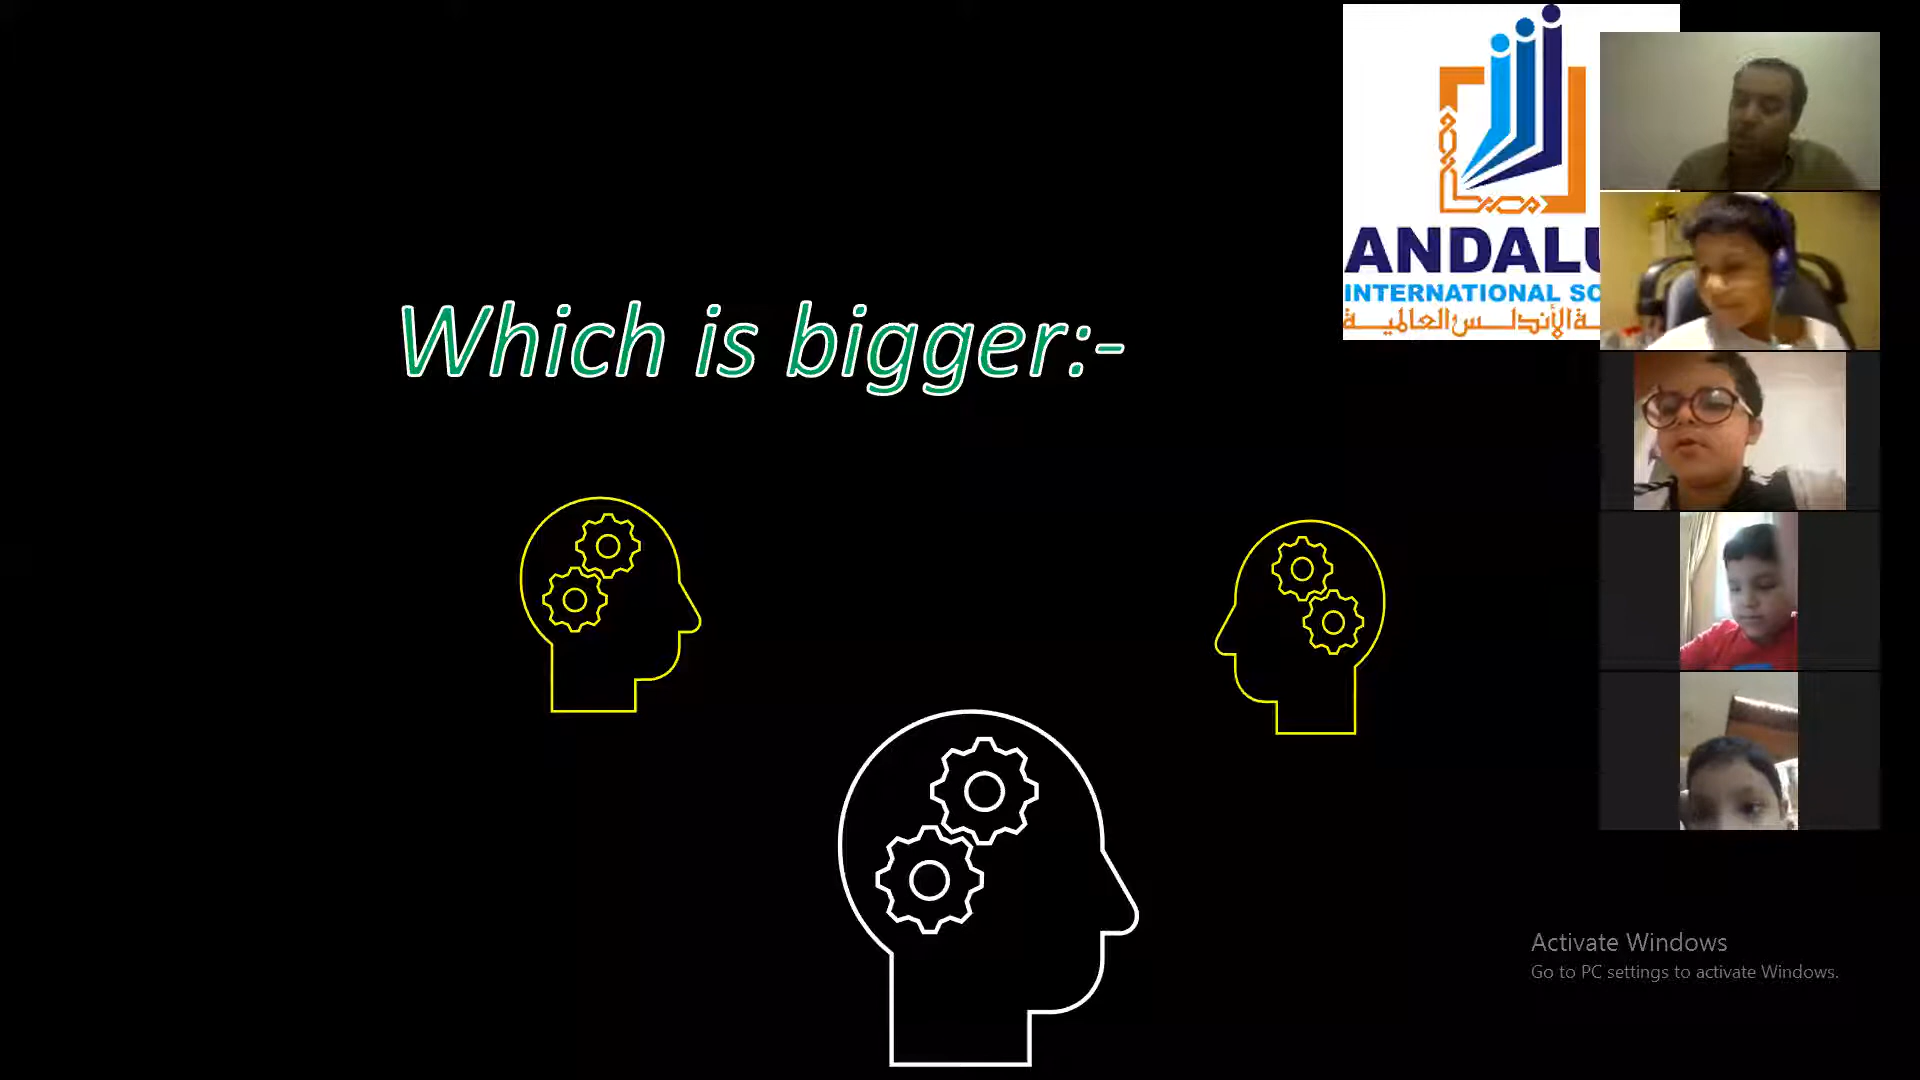 Which is bigger:-
ANDALU
INTERNATIONAL SC
ة الأندلس العالمية
Activate Windows
Go to PC settings to activate Windows.